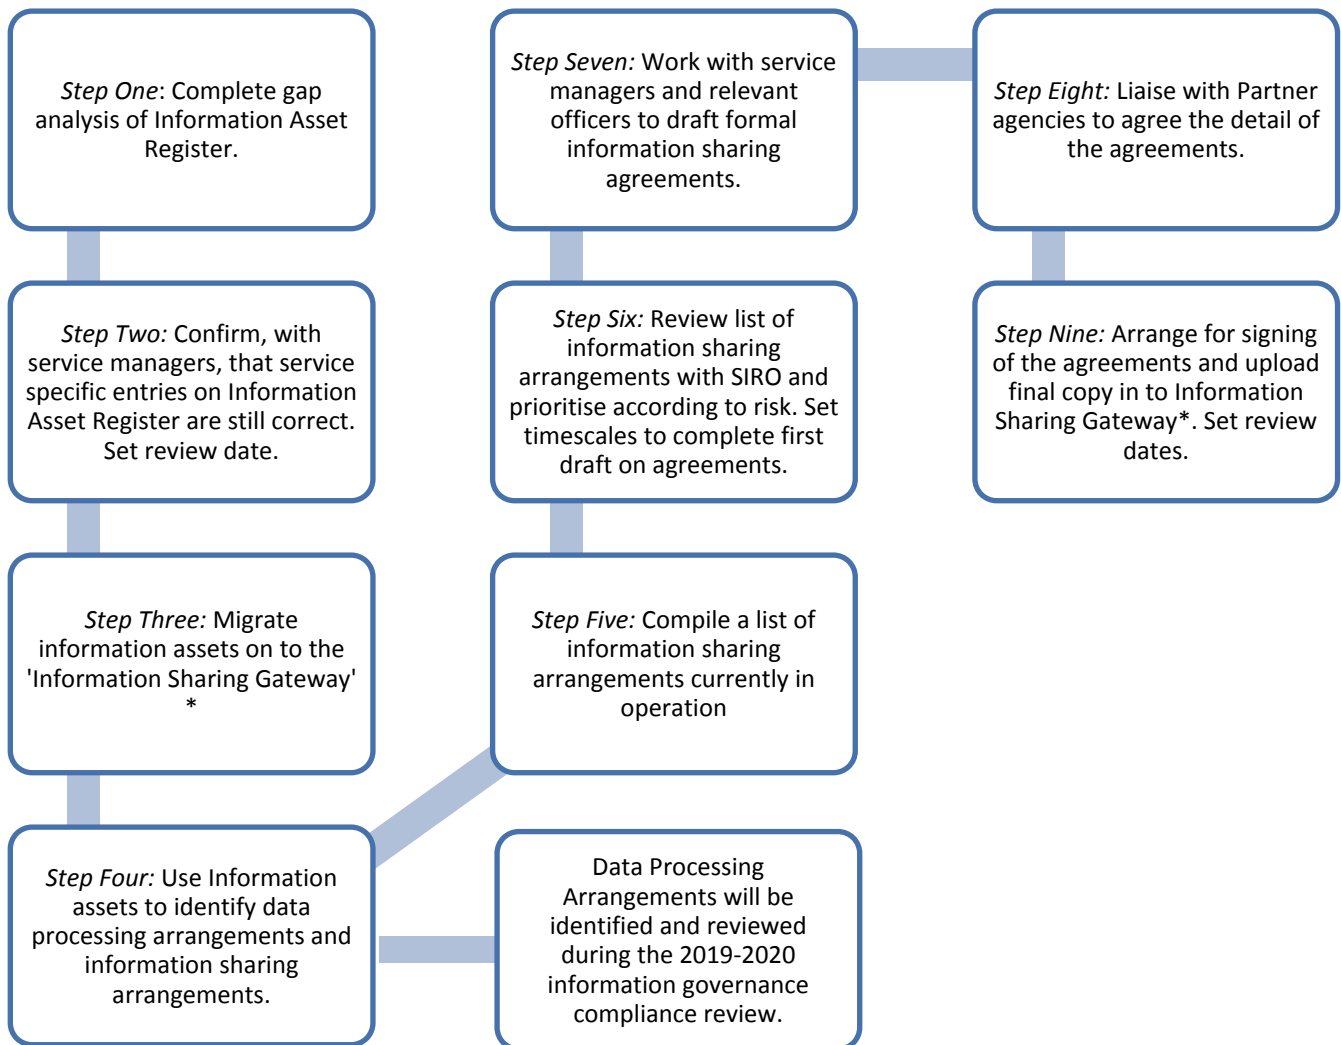 Step One: Complete gap
analysis of Information Asset
Register.
Step Two: Confirm, with
service managers, that service
specific entries on Information
Asset Register are still correct.
Set review date.
Step Three: Migrate
information assets on to the
'Information Sharing Gateway'
*
Step Four: Use Information
assets to identify data
processing arrangements and
information sharing
arrangements.
Data Processing
Arrangements will be
identified and reviewed
during the 2019-2020
information governance
compliance review.
Step Five: Compile a list of
information sharing
arrangements currently in
operation
Step Six: Review list of
information sharing
arrangements with SIRO and
prioritise according to risk. Set
timescales to complete first
draft on agreements.
Step Seven: Work with service
managers and relevant
officers to draft formal
information sharing
agreements.
Step Eight: Liaise with Partner
agencies to agree the detail of
the agreements.
Step Nine: Arrange for signing
of the agreements and upload
final copy in to Information
Sharing Gateway*. Set review
dates.